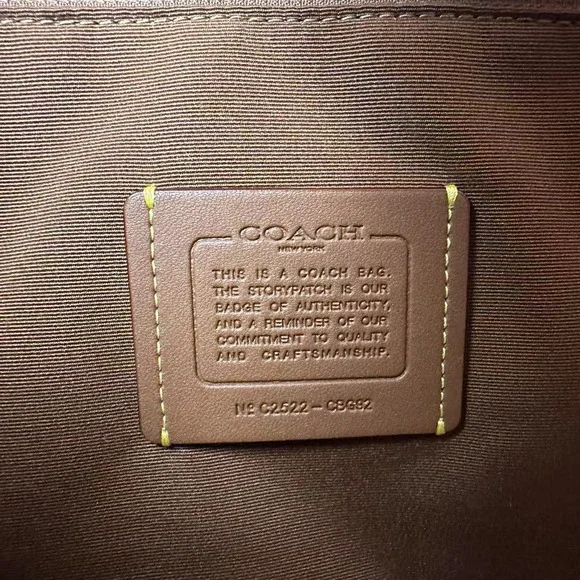 COACH
NEW YORK
THIS IS A COACH BAG.
THE STORYPATCH IS OUR
BADGE OF AUTHENTICITY,
AND A REMINDER OF OUR
COMMITMENT TO QUALITY
AND CRAFTSMANSHIP.
Nº C2522-CBG92